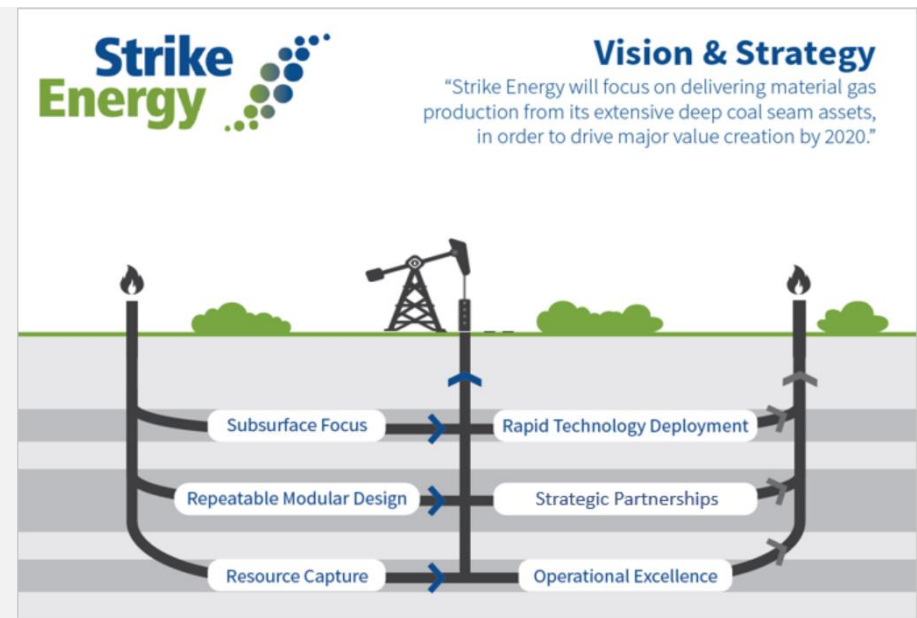 Strike
Energy
Vision & Strategy
“Strike Energy will focus on delivering material gas
production from its extensive deep coal seam assets,
in order to drive major value creation by 2020.”
Subsurface Focus
Rapid Technology Deployment
Repeatable Modular Design
Strategic Partnerships
Resource Capture
Operational Excellence